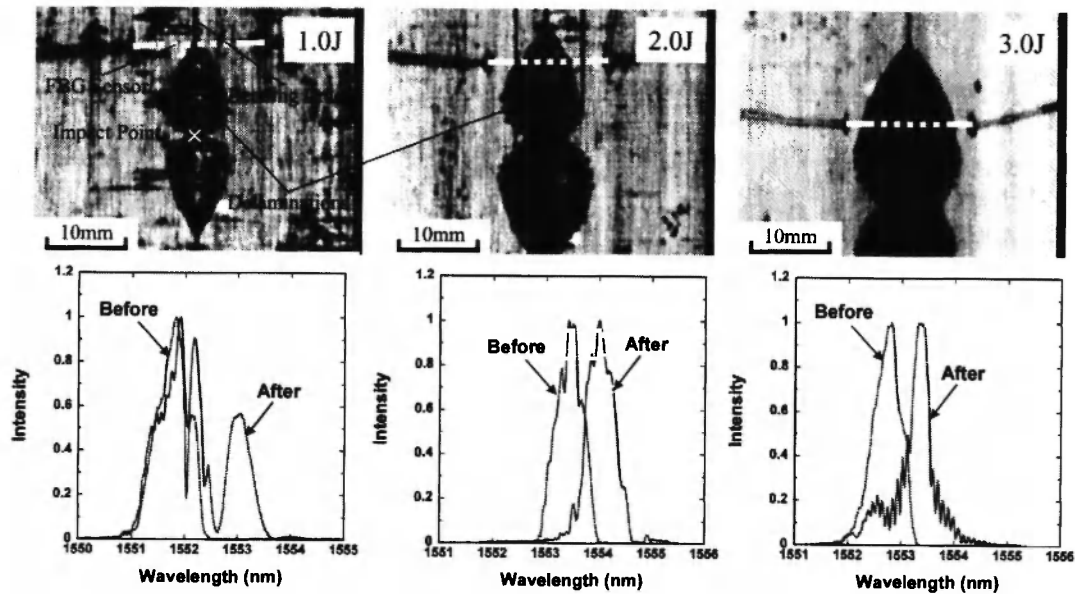 1.0J
FBG Sensor
Impact Point
Delamination
10mm
2.0J
10mm
3.0J
10mm
1.2
1
0.8
0.6
0.4
0.2
0
Intensity
Before
After
1550 1551 1552 1553 1554 1555
Wavelength (nm)
1.2
1
0.8
0.6
0.4
0.2
0
Intensity
Before
After
1551 1552 1553 1554 1555 1556
Wavelength (nm)
1.2
1
0.8
0.6
0.4
0.2
0
Intensity
Before
After
1551 1552 1553 1554 1555 1556
Wavelength (nm)